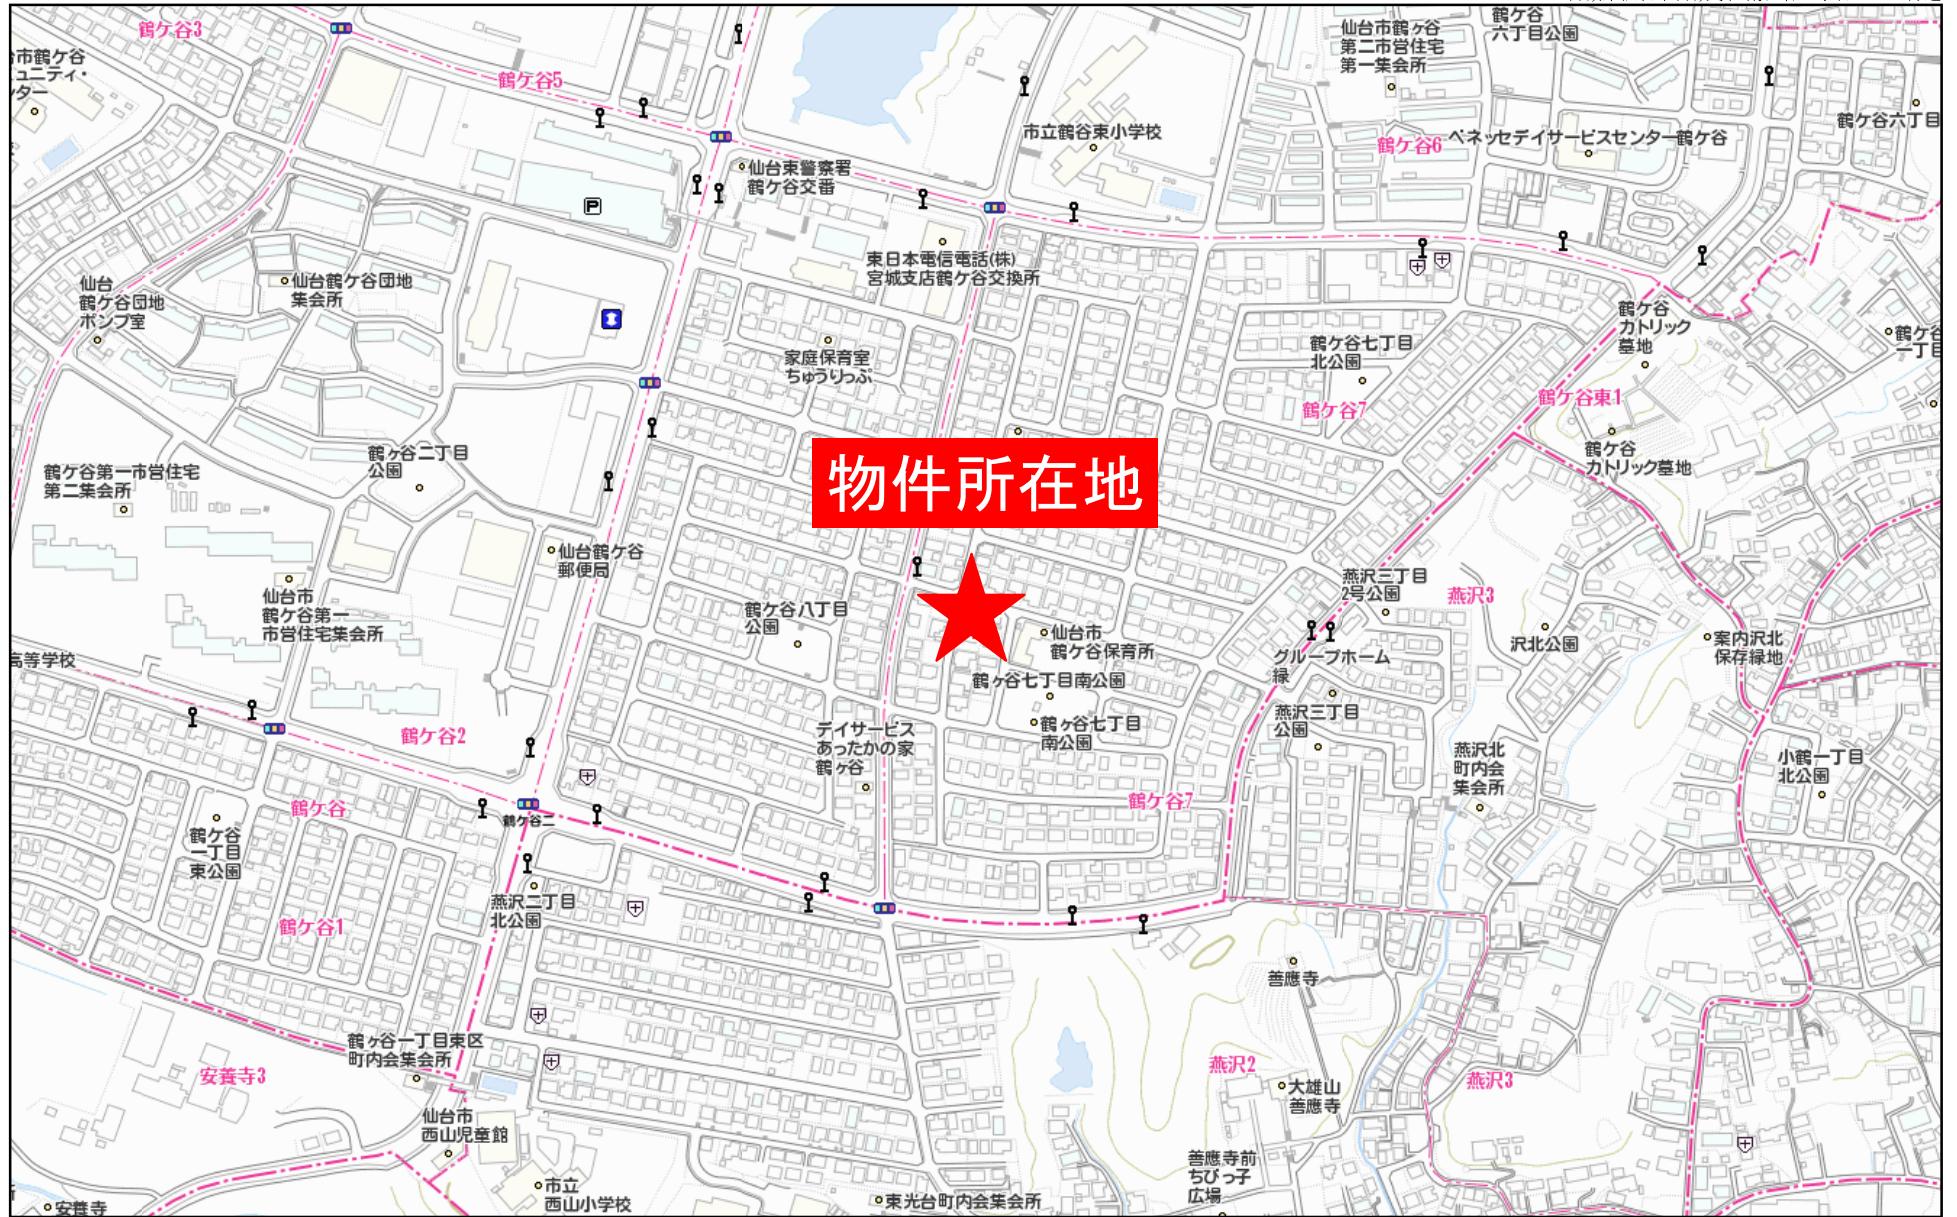 鶴ケ谷3
市鶴ケ谷
ュニティ・
ター
鶴ケ谷5
仙台市鶴ケ谷
第二市営住宅
第一集会所
鶴ケ谷
六丁目公園
市立鶴谷東小学校
鶴ケ谷6
ベネッセデイサービスセンター鶴ケ谷
鶴ケ谷六丁目
仙台東警察署
鶴ケ谷交番
P
東日本電信電話(株)
宮城支店鶴ケ谷交換所
仙台
鶴ケ谷団地
ポンプ室
仙台鶴ケ谷団地
集会所
鶴ケ谷
カトリック
墓地
鶴ケ谷
一丁目
家庭保育室
ちゅうりっぷ
鶴ケ谷七丁目
北公園
鶴ケ谷7
鶴ケ谷東1
鶴ケ谷
カトリック墓地
鶴ヶ谷二丁目
公園
鶴ケ谷第一市営住宅
第二集会所
物件所在地
仙台鶴ケ谷
郵便局
仙台市
鶴ケ谷第一
市営住宅集会所
鶴ケ谷八丁目
公園
燕沢三丁目
2号公園
燕沢3
沢北公園
案内沢北
保存緑地
仙台市
鶴ケ谷保育所
グループホーム
緑
高等学校
鶴ヶ谷七丁目南公園
鶴ヶ谷七丁目
南公園
燕沢三丁目
公園
デイサービス
あったかの家
鶴ヶ谷
鶴ケ谷2
燕沢北
町内会
集会所
小鶴一丁目
北公園
鶴ケ谷
鶴ケ谷7
鶴ケ谷二
鶴ケ谷
一丁目
東公園
燕沢二丁目
北公園
鶴ケ谷1
善應寺
鶴ヶ谷一丁目東区
町内会集会所
安養寺3
燕沢2
燕沢3
大雄山
善應寺
仙台市
西山児童館
善應寺前
ちびっ子
広場
市立
西山小学校
東光台町内会集会所
安養寺